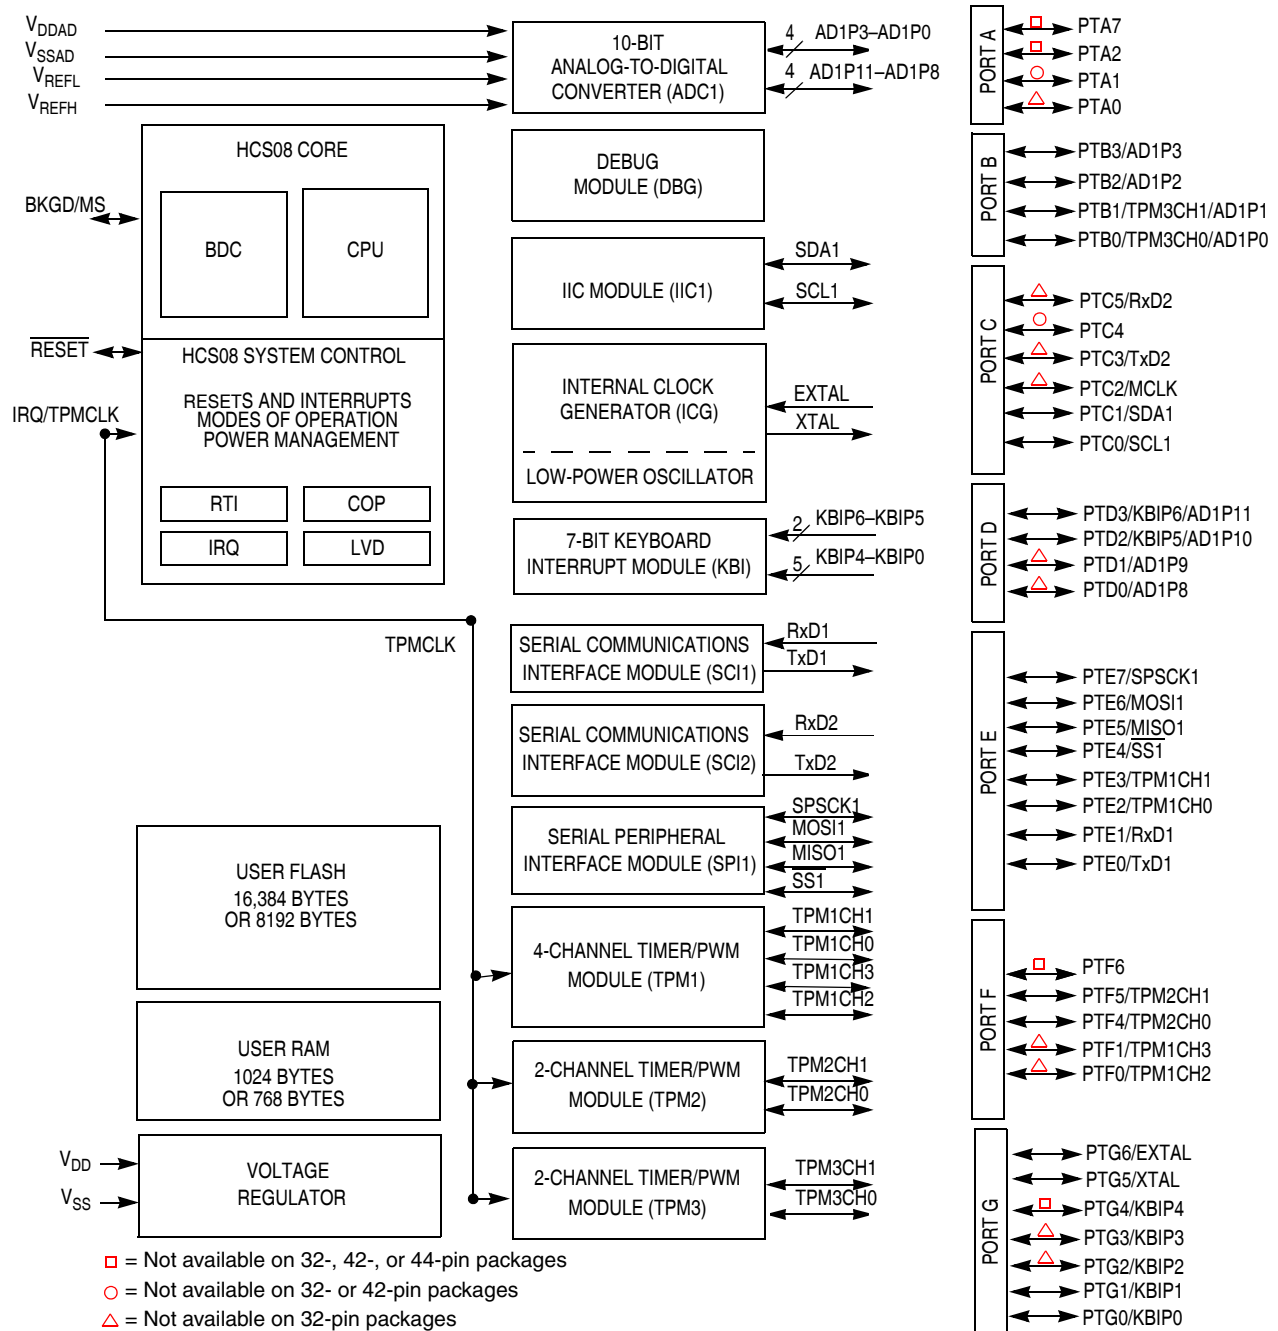 VDDAD
VSSAD
VREFL
VREFH
10-BIT
ANALOG-TO-DIGITAL
CONVERTER (ADC1)
4
AD1P3–AD1P0
4
AD1P11–AD1P8
HCS08 CORE
BDC
CPU
BKGD/MS
DEBUG
MODULE (DBG)
IIC MODULE (IIC1)
SDA1
SCL1
RESET
HCS08 SYSTEM CONTROL
RESETS AND INTERRUPTS
MODES OF OPERATION
POWER MANAGEMENT
IRQ/TPMCLK
RTI
COP
IRQ
LVD
INTERNAL CLOCK
GENERATOR (ICG)
LOW-POWER OSCILLATOR
EXTAL
XTAL
7-BIT KEYBOARD
INTERRUPT MODULE (KBI)
2
KBIP6–KBIP5
5
KBIP4–KBIP0
TPMCLK
SERIAL COMMUNICATIONS
INTERFACE MODULE (SCI1)
RxD1
TxD1
SERIAL COMMUNICATIONS
INTERFACE MODULE (SCI2)
RxD2
TxD2
SERIAL PERIPHERAL
INTERFACE MODULE (SPI1)
SPSCK1
MOSI1
MISO1
SS1
USER FLASH
16,384 BYTES
OR 8192 BYTES
4-CHANNEL TIMER/PWM
MODULE (TPM1)
TPM1CH1
TPM1CH0
TPM1CH3
TPM1CH2
USER RAM
1024 BYTES
OR 768 BYTES
2-CHANNEL TIMER/PWM
MODULE (TPM2)
TPM2CH1
TPM2CH0
VDD
VSS
VOLTAGE
REGULATOR
2-CHANNEL TIMER/PWM
MODULE (TPM3)
TPM3CH1
TPM3CH0
PORT A
PTA7
PTA2
PTA1
PTA0
PORT B
PTB3/AD1P3
PTB2/AD1P2
PTB1/TPM3CH1/AD1P1
PTB0/TPM3CH0/AD1P0
PORT C
PTC5/RxD2
PTC4
PTC3/TxD2
PTC2/MCLK
PTC1/SDA1
PTC0/SCL1
PORT D
PTD3/KBIP6/AD1P11
PTD2/KBIP5/AD1P10
PTD1/AD1P9
PTD0/AD1P8
PORT E
PTE7/SPSCK1
PTE6/MOSI1
PTE5/MISO1
PTE4/SS1
PTE3/TPM1CH1
PTE2/TPM1CH0
PTE1/RxD1
PTE0/TxD1
PORT F
PTF6
PTF5/TPM2CH1
PTF4/TPM2CH0
PTF1/TPM1CH3
PTF0/TPM1CH2
PORT G
PTG6/EXTAL
PTG5/XTAL
PTG4/KBIP4
PTG3/KBIP3
PTG2/KBIP2
PTG1/KBIP1
PTG0/KBIP0
= Not available on 32-, 42-, or 44-pin packages
= Not available on 32- or 42-pin packages
= Not available on 32-pin packages